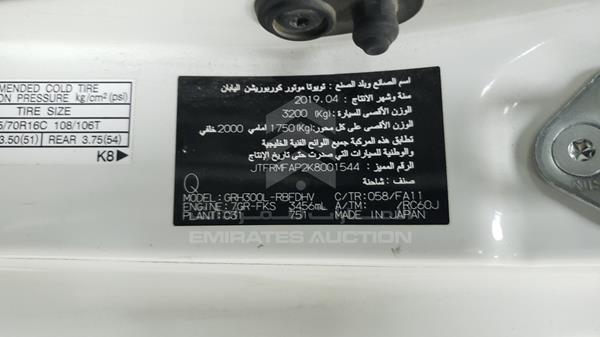 MENDED COLD TIRE
ON PRESSURE kg/cm² (psi)
TIRE SIZE
5/70R16C 108/106T
3.50(51) REAR 3.75(54)
K8▶
اسم الصانع وبلد الصنع : تويوتا موتور كوربوريشن اليابان
سنة وشهر الانتاج : 2019.04
الوزن الأقصى للسيارة : 3200 (Kg)
الوزن الأقصى على كل محور: 1750(Kg) أمامي 2000 خلفي
تطابق هذه المركبة جميع اللوائح الفنية الخليجية
والوطنية للسيارات التي صدرت حتى تاريخ الإنتاج
الرقم المميز : JTFRMFAP2K8001544
صنف : شاحنة
Q
MODEL: GRH300L-RBFDHV C/TR: 058/FA11
ENGINE: 7GR-FKS 3456mL A/TM: /RC60J
PLANT: 031 751 MADE IN JAPAN
الإمارات للمزادات
EMIRATES AUCTION